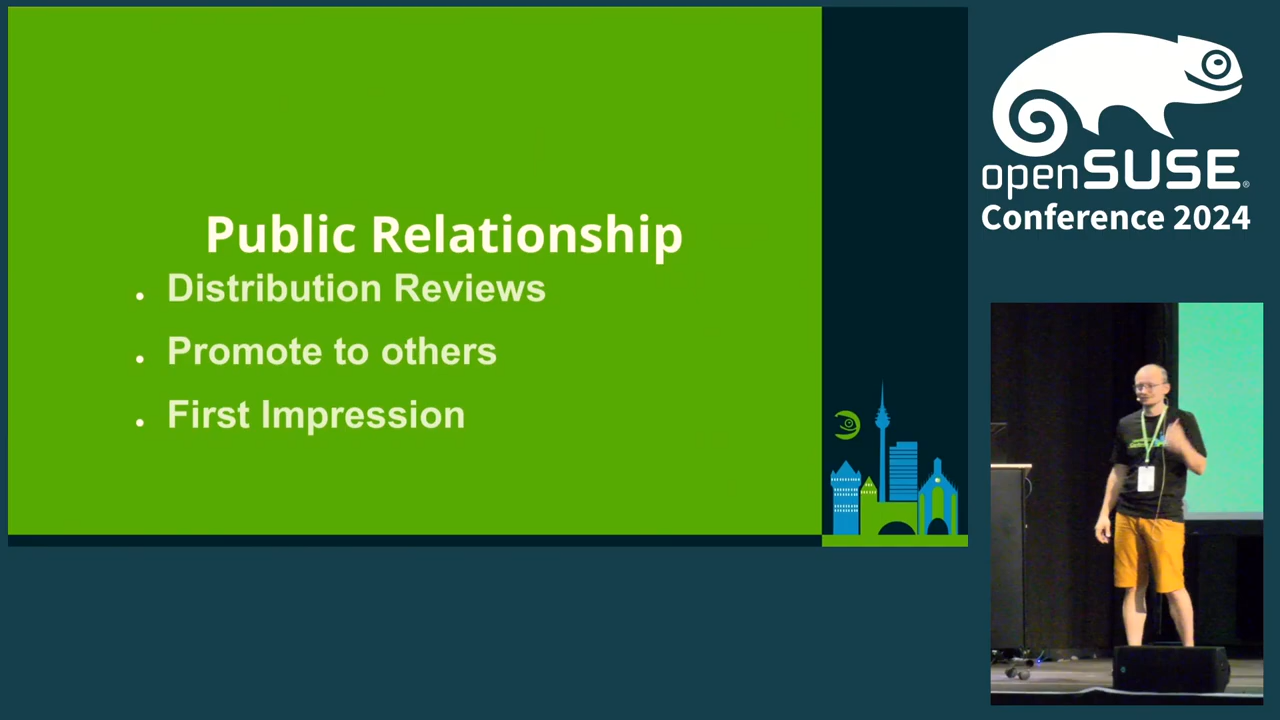 Public Relationship
Distribution Reviews
Promote to others
First Impression
openSUSE®
Conference 2024